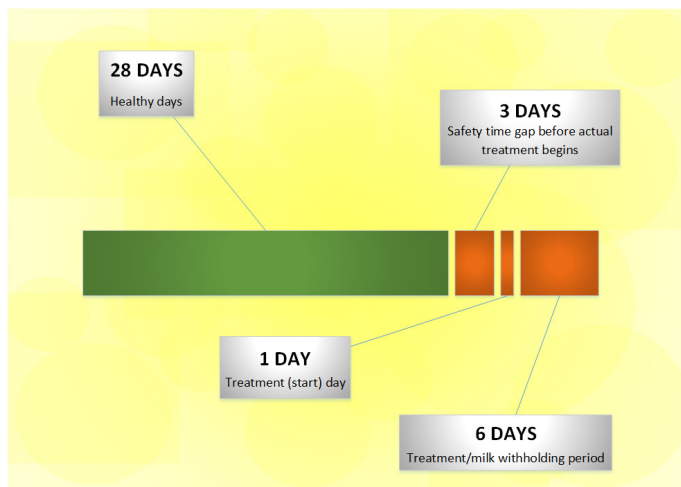 28 DAYS
Healthy days
3 DAYS
Safety time gap before actual
treatment begins
1 DAY
Treatment (start) day
6 DAYS
Treatment/milk withholding period